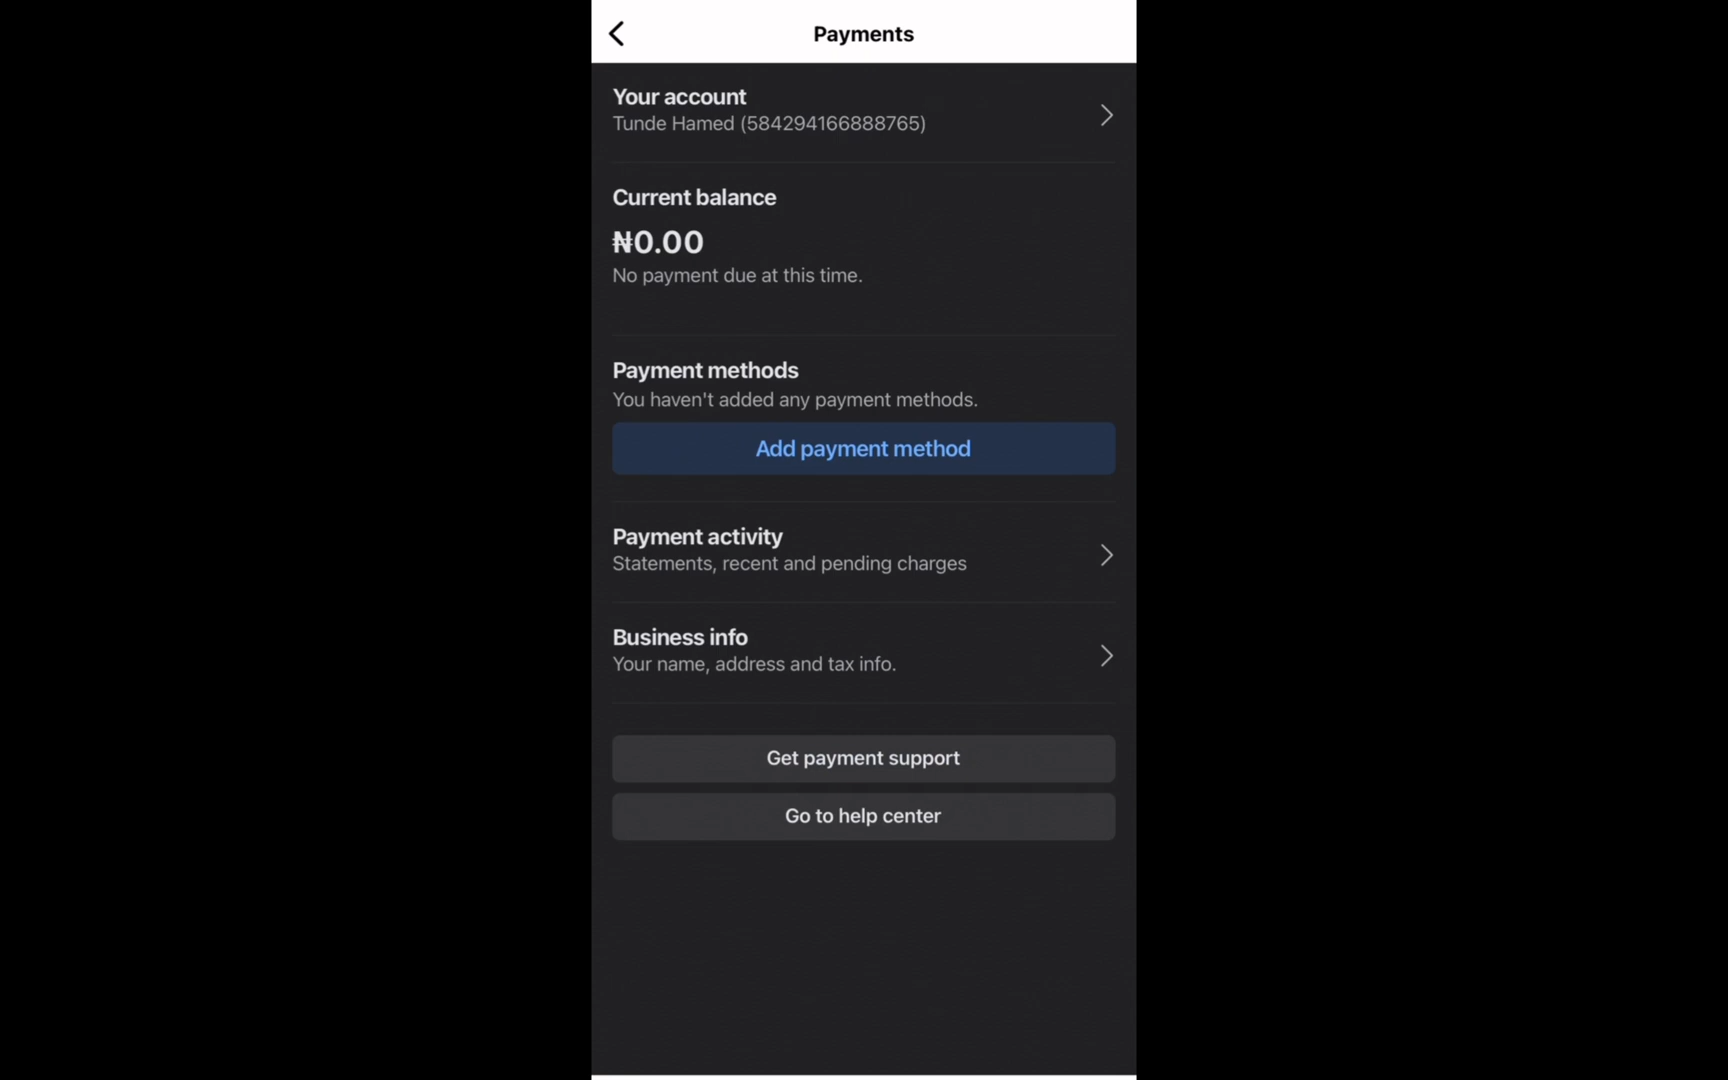 Payments
Your account
Tunde Hamed (584294166888765)
Current balance
₦0.00
No payment due at this time.
Payment methods
You haven't added any payment methods.
Add payment method
Payment activity
Statements, recent and pending charges
Business info
Your name, address and tax info.
Get payment support
Go to help center